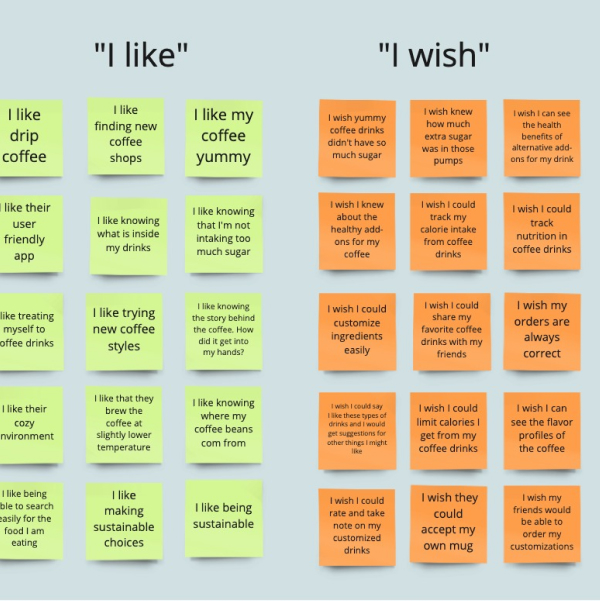 "I like"
"I wish"
I like
drip
coffee
I like
finding new
coffee
shops
I like my
coffee
yummy
I wish yummy
coffee drinks
didn't have so
much sugar
I wish knew
how much
extra sugar
was in those
pumps
I wish I can see
the health
benefits of
alternative add-
ons for my drink
I like their
user
friendly
app
I like knowing
what is inside
my drinks
I like knowing
that I'm not
intaking too
much sugar
I wish I knew
about the
healthy add-
ons for my
coffee
I wish I could
track my
calorie intake
from coffee
drinks
I wish I could
track
nutrition in
coffee drinks
like treating
myself to
offee drinks
I like trying
new coffee
styles
I like knowing
the story behind
the coffee. How
did it get into
my hands?
I wish I could
customize
ingredients
easily
I wish I could
share my
favorite coffee
drinks with my
friends
I wish my
orders are
always
correct
I like their
cozy
nvironment
I like that they
brew the
coffee at
slightly lower
temperature
I like knowing
where my
coffee beans
com from
I wish I could say
I like these types of
drinks and I would
get suggestions for
other things I might
like
I wish I could
limit calories I
get from my
coffee drinks
I wish I can
see the flavor
profiles of
the coffee
I like being
ble to search
easily for the
food I am
eating
I like
making
sustainable
choices
I like being
sustainable
I wish I could
rate and take
note on my
customized
drinks
I wish they
could
accept my
own mug
I wish my
friends would
be able to
order my
customizations